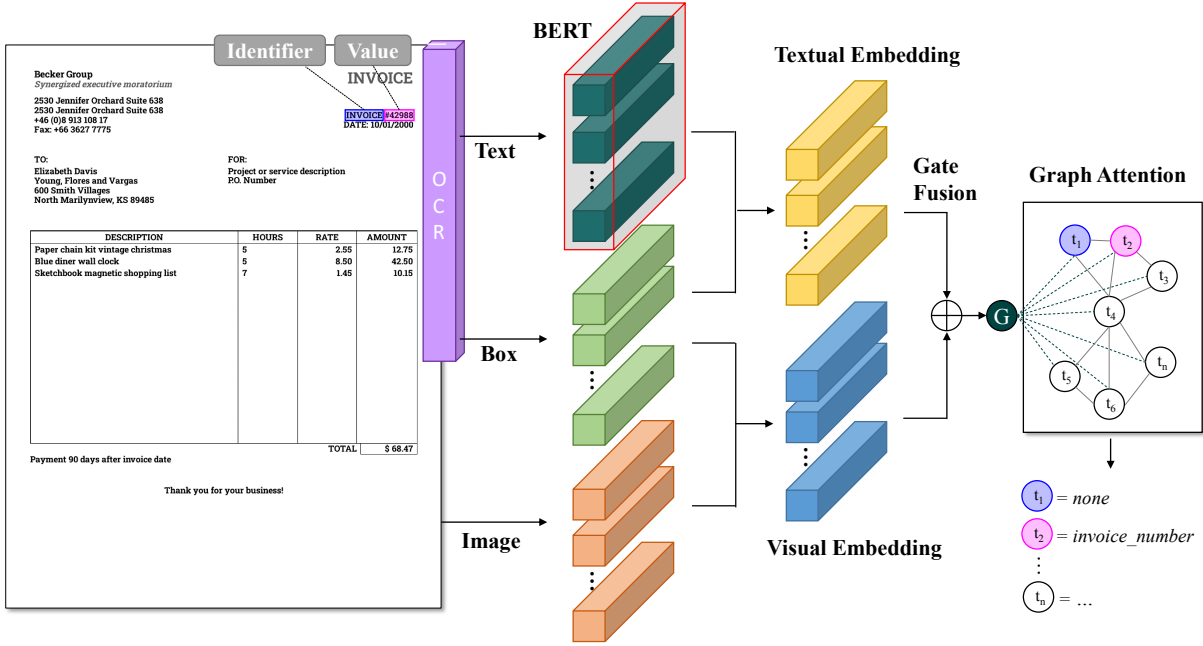 Identifier
Value
INVOICE
Becker Group
Synergized executive moratorium
2530 Jennifer Orchard Suite 638
2530 Jennifer Orchard Suite 638
+46 (0)8 913 108 17
Fax: +66 3627 7775
INVOICE #42988
DATE: 10/01/2000
TO:
Elizabeth Davis
Young, Flores and Vargas
600 Smith Villages
North Marilynview, KS 89485
FOR:
Project or service description
P.O. Number
DESCRIPTION HOURS RATE AMOUNT
Paper chain kit vintage christmas 5 2.55 12.75
Blue diner wall clock 5 8.50 42.50
Sketchbook magnetic shopping list 7 1.45 10.15
TOTAL $ 68.47
Payment 90 days after invoice date
Thank you for your business!
OCR
Text
Box
Image
BERT
Textual Embedding
Visual Embedding
Gate
Fusion
G
Graph Attention
t1
t2
t3
t4
t5
t6
tn
t1 = none
t2 = invoice_number
tn = ...